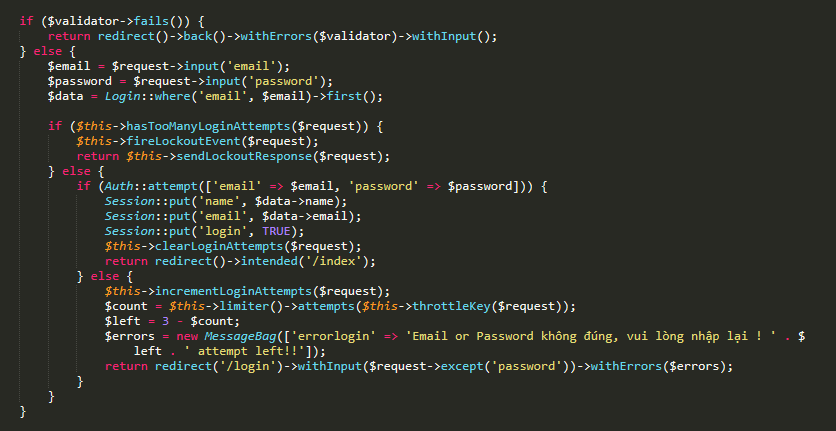 if ($validator->fails()) {
    return redirect()->back()->withErrors($validator)->withInput();
} else {
    $email = $request->input('email');
    $password = $request->input('password');
    $data = Login::where('email', $email)->first();

    if ($this->hasTooManyLoginAttempts($request)) {
        $this->fireLockoutEvent($request);
        return $this->sendLockoutResponse($request);
    } else {
        if (Auth::attempt(['email' => $email, 'password' => $password])) {
            Session::put('name', $data->name);
            Session::put('email', $data->email);
            Session::put('login', TRUE);
            $this->clearLoginAttempts($request);
            return redirect()->intended('/index');
        } else {
            $this->incrementLoginAttempts($request);
            $count = $this->limiter()->attempts($this->throttleKey($request));
            $left = 3 - $count;
            $errors = new MessageBag(['errorlogin' => 'Email or Password không đúng, vui lòng nhập lại ! ' . $
                left . ' attempt left!!']);
            return redirect('/login')->withInput($request->except('password'))->withErrors($errors);
        }
    }
}